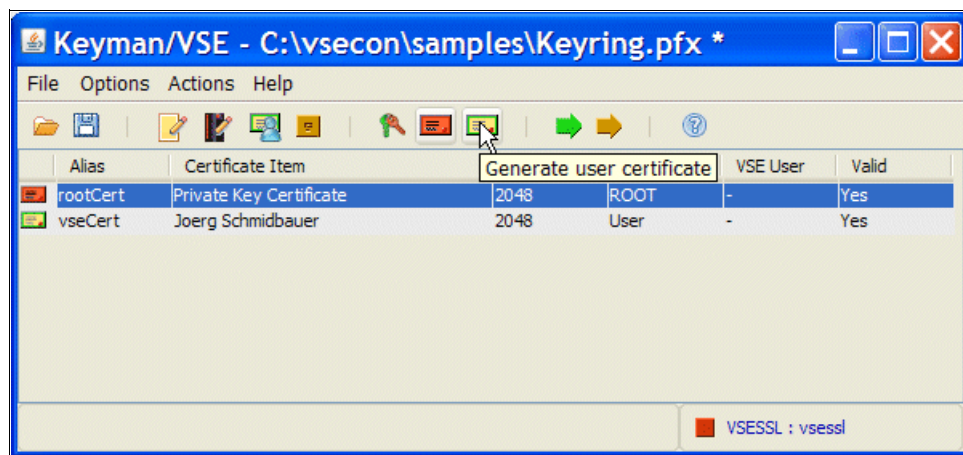 Keyman/VSE - C:\vsecon\samples\Keyring.pfx *
File Options Actions Help
Alias Certificate Item Generate user certificate VSE User Valid
rootCert Private Key Certificate 2048 ROOT - Yes
vseCert Joerg Schmidbauer 2048 User - Yes
VSESSL : vsessl